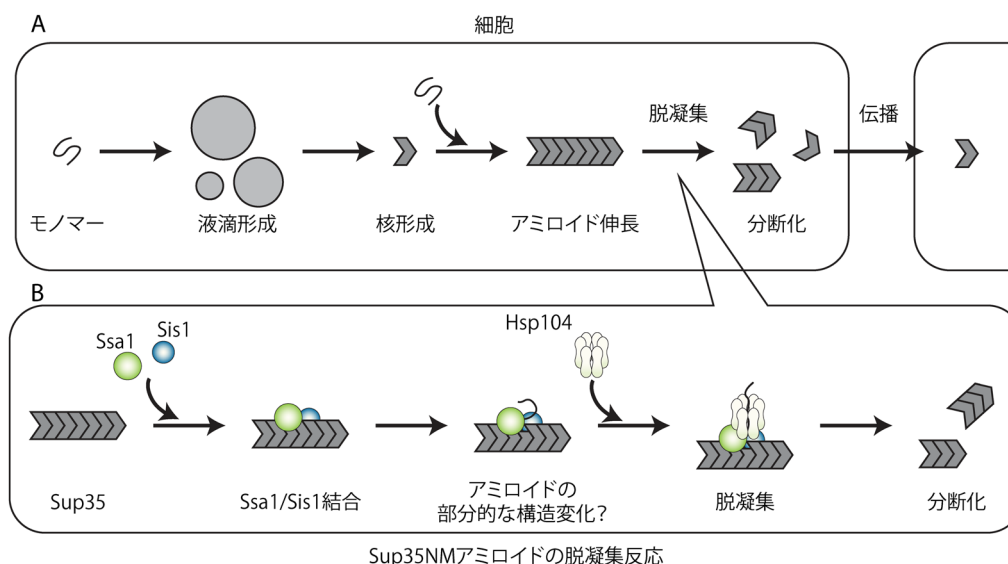 A
細胞
脱凝集
伝播
モノマー
液滴形成
核形成
アミロイド伸長
分断化
B
Ssa1
Sis1
Hsp104
Sup35
Ssa1/Sis1結合
アミロイドの
部分的な構造変化?
脱凝集
分断化
Sup35NMアミロイドの脱凝集反応